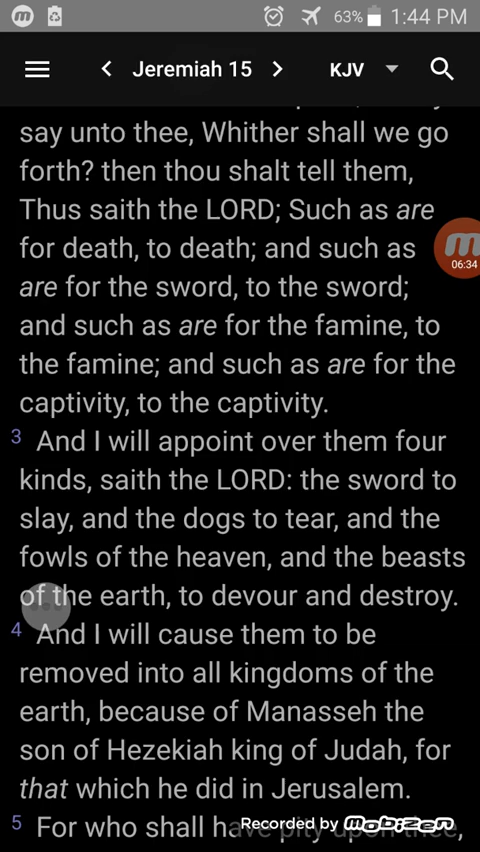 63% 1:44 PM
Jeremiah 15 KJV
say unto thee, Whither shall we go
forth? then thou shalt tell them,
Thus saith the LORD; Such as are
for death, to death; and such as
06:34
are for the sword, to the sword;
and such as are for the famine, to
the famine; and such as are for the
captivity, to the captivity.
3 And I will appoint over them four
kinds, saith the LORD: the sword to
slay, and the dogs to tear, and the
fowls of the heaven, and the beasts
of the earth, to devour and destroy.
4 And I will cause them to be
removed into all kingdoms of the
earth, because of Manasseh the
son of Hezekiah king of Judah, for
that which he did in Jerusalem.
5 For who shall have pity upon thee,
Recorded by Mobizen